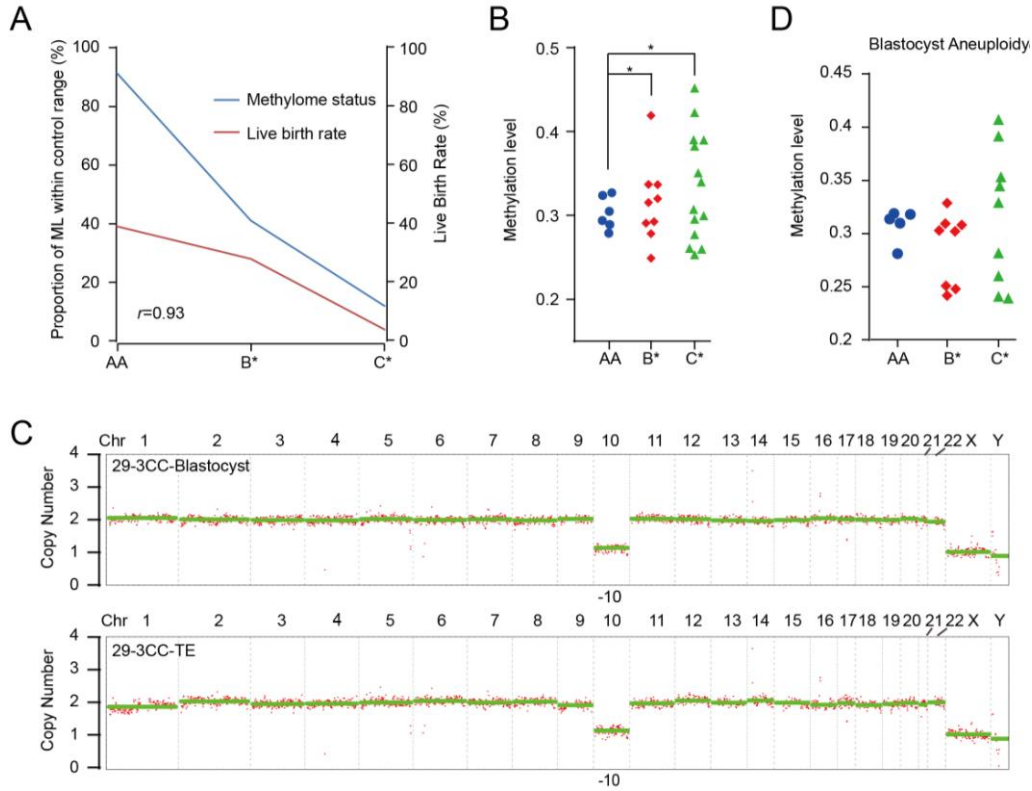 A
Proportion of ML within control range (%)
100
80
60
40
20
0
Methylome status
Live birth rate
r=0.93
AA
B*
C*
100
80
60
40
20
0
Live Birth Rate (%)
B
Methylation level
0.5
0.4
0.3
0.2
*
*
AA
B*
C*
D
Blastocyst Aneuploidy
Methylation level
0.45
0.4
0.35
0.3
0.25
0.2
AA
B*
C*
C
Chr 1 2 3 4 5 6 7 8 9 10 11 12 13 14 15 16 17 18 19 20 21 22 X Y
29-3CC-Blastocyst
Copy Number
4
3
2
1
0
-10
Chr 1 2 3 4 5 6 7 8 9 10 11 12 13 14 15 16 17 18 19 20 21 22 X Y
29-3CC-TE
Copy Number
4
3
2
1
0
-10